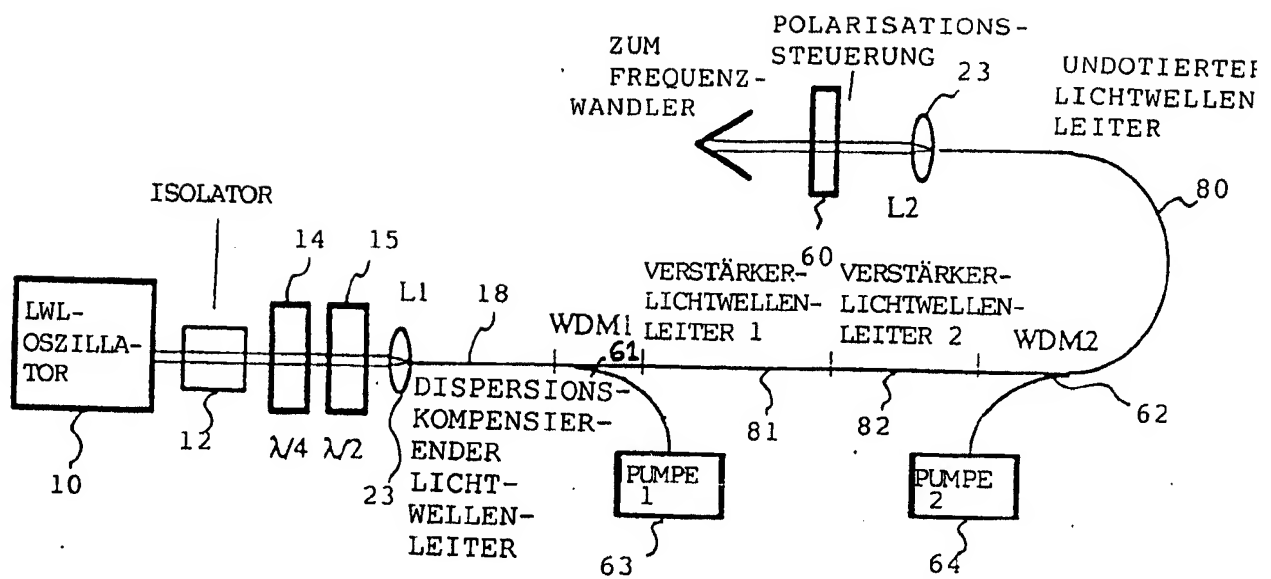 POLARISATIONS-
STEUERUNG
ZUM
FREQUENZ-
WANDLER
23
UNDOTIERTER
LICHTWELLEN
LEITER
80
L2
60
ISOLATOR
14
15
L1
18
WDM1
61
VERSTÄRKER-
LICHTWELLEN-
LEITER 1
VERSTÄRKER-
LICHTWELLEN-
LEITER 2
WDM2
LWL-
OSZILLA-
TOR
10
12
λ/4
λ/2
23
DISPERSIONS-
KOMPENSIER-
ENDER
LICHT-
WELLEN-
LEITER
81
82
62
PUMPE
1
63
PUMPE
2
64